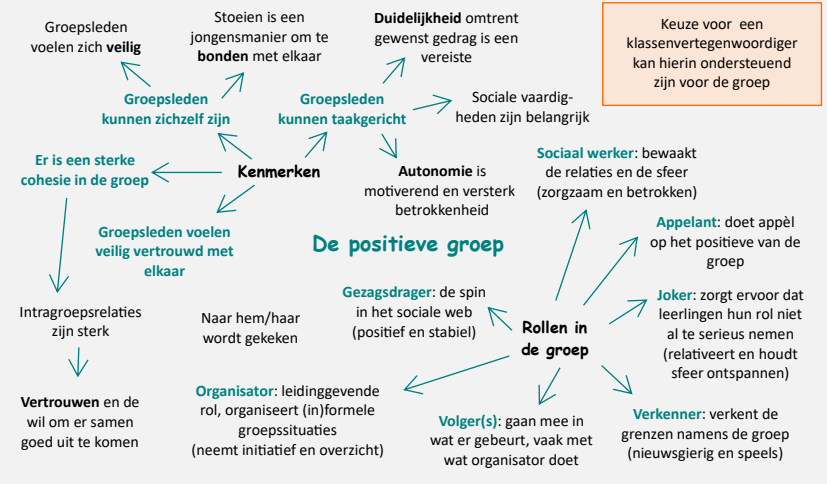 Groepsleden
voelen zich veilig
Stoeien is een
jongensmanier om te
bonden met elkaar
Duidelijkheid omtrent
gewenst gedrag is een
vereiste
Keuze voor een
klassenvertegenwoordiger
kan hierin ondersteuend
zijn voor de groep
Groepsleden
kunnen zichzelf zijn
Groepsleden
kunnen taakgericht
Sociale vaardig-
heden zijn belangrijk
Er is een sterke
cohesie in de groep
Kenmerken
Autonomie is
motiverend en versterk
betrokkenheid
Sociaal werker: bewaakt
de relaties en de sfeer
(zorgzaam en betrokken)
Groepsleden voelen
veilig vertrouwd met
elkaar
De positieve groep
Appelant: doet appèl
op het positieve van de
groep
Intragroepsrelaties
zijn sterk
Naar hem/haar
wordt gekeken
Gezagsdrager: de spin
in het sociale web
(positief en stabiel)
Rollen in
de groep
Joker: zorgt ervoor dat
leerlingen hun rol niet
al te serieus nemen
(relativeert en houdt
sfeer ontspannen)
Vertrouwen en de
wil om er samen
goed uit te komen
Organisator: leidinggevende
rol, organiseert (in)formele
groepssituaties
(neemt initiatief en overzicht)
Volger(s): gaan mee in
wat er gebeurt, vaak met
wat organisator doet
Verkenner: verkent de
grenzen namens de groep
(nieuwsgierig en speels)